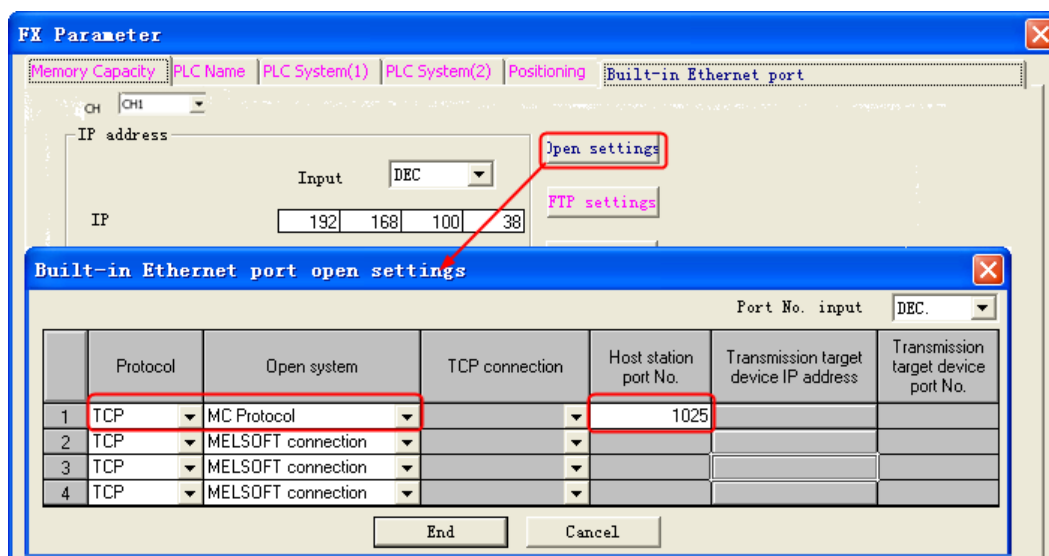 FX Parameter
Memory Capacity PLC Name PLC System(1) PLC System(2) Positioning Built-in Ethernet port
CH CH1
IP address
Open settings
Input DEC
FTP settings
IP 192 168 100 38
Built-in Ethernet port open settings
Port No. input DEC.
Protocol Open system TCP connection Host station port No. Transmission target device IP address Transmission target device port No.
1 TCP MC Protocol 1025
2 TCP MELSOFT connection
3 TCP MELSOFT connection
4 TCP MELSOFT connection
End Cancel